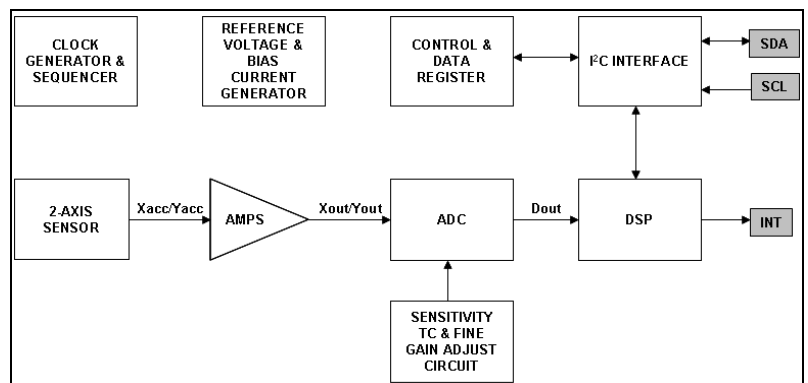 CLOCK
GENERATOR &
SEQUENCER
REFERENCE
VOLTAGE &
BIAS
CURRENT
GENERATOR
CONTROL &
DATA
REGISTER
I²C INTERFACE
SDA
SCL
2-AXIS
SENSOR
Xacc/Yacc
AMPS
Xout/Yout
ADC
Dout
DSP
INT
SENSITIVITY
TC & FINE
GAIN ADJUST
CIRCUIT